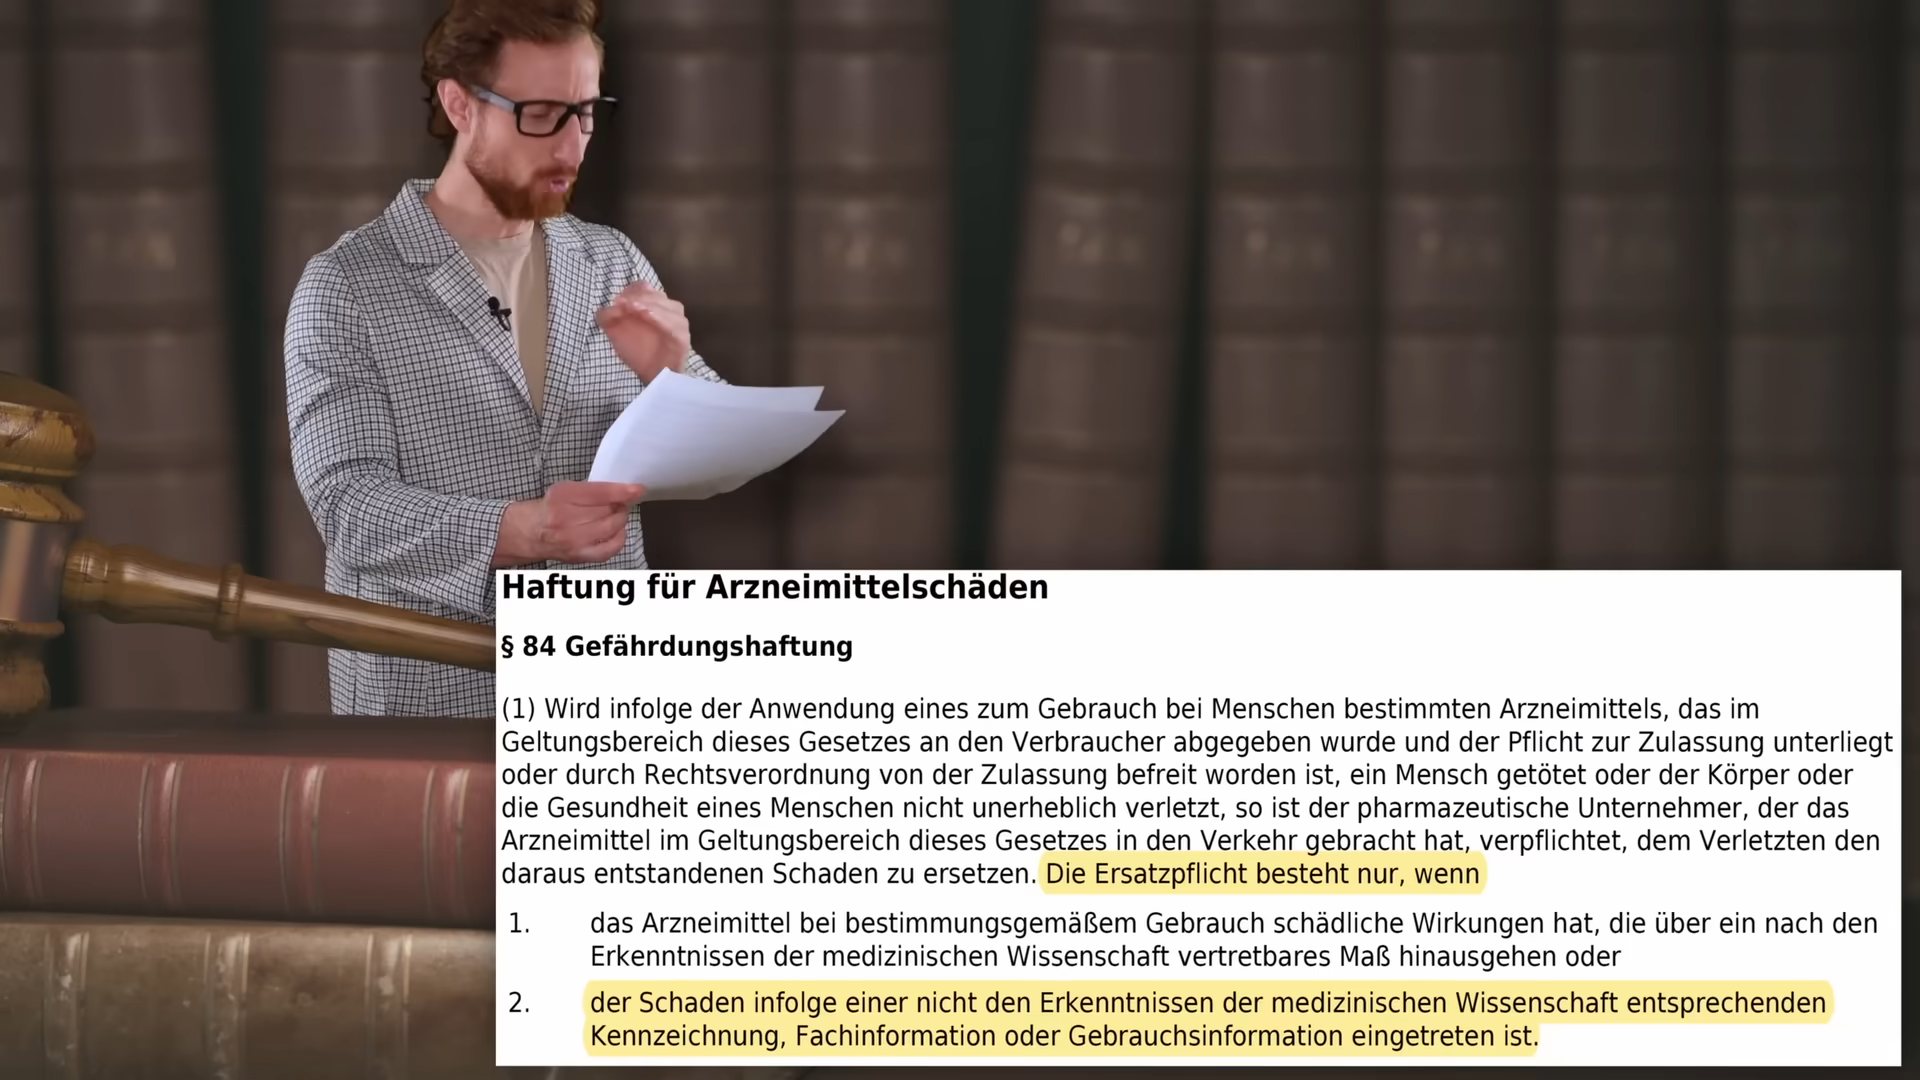 Haftung für Arzneimittelschäden
§ 84 Gefährdungshaftung
(1) Wird infolge der Anwendung eines zum Gebrauch bei Menschen bestimmten Arzneimittels, das im
Geltungsbereich dieses Gesetzes an den Verbraucher abgegeben wurde und der Pflicht zur Zulassung unterliegt
oder durch Rechtsverordnung von der Zulassung befreit worden ist, ein Mensch getötet oder der Körper oder
die Gesundheit eines Menschen nicht unerheblich verletzt, so ist der pharmazeutische Unternehmer, der das
Arzneimittel im Geltungsbereich dieses Gesetzes in den Verkehr gebracht hat, verpflichtet, dem Verletzten den
daraus entstandenen Schaden zu ersetzen. Die Ersatzpflicht besteht nur, wenn
1. das Arzneimittel bei bestimmungsgemäßem Gebrauch schädliche Wirkungen hat, die über ein nach den
Erkenntnissen der medizinischen Wissenschaft vertretbares Maß hinausgehen oder
2. der Schaden infolge einer nicht den Erkenntnissen der medizinischen Wissenschaft entsprechenden
Kennzeichnung, Fachinformation oder Gebrauchsinformation eingetreten ist.